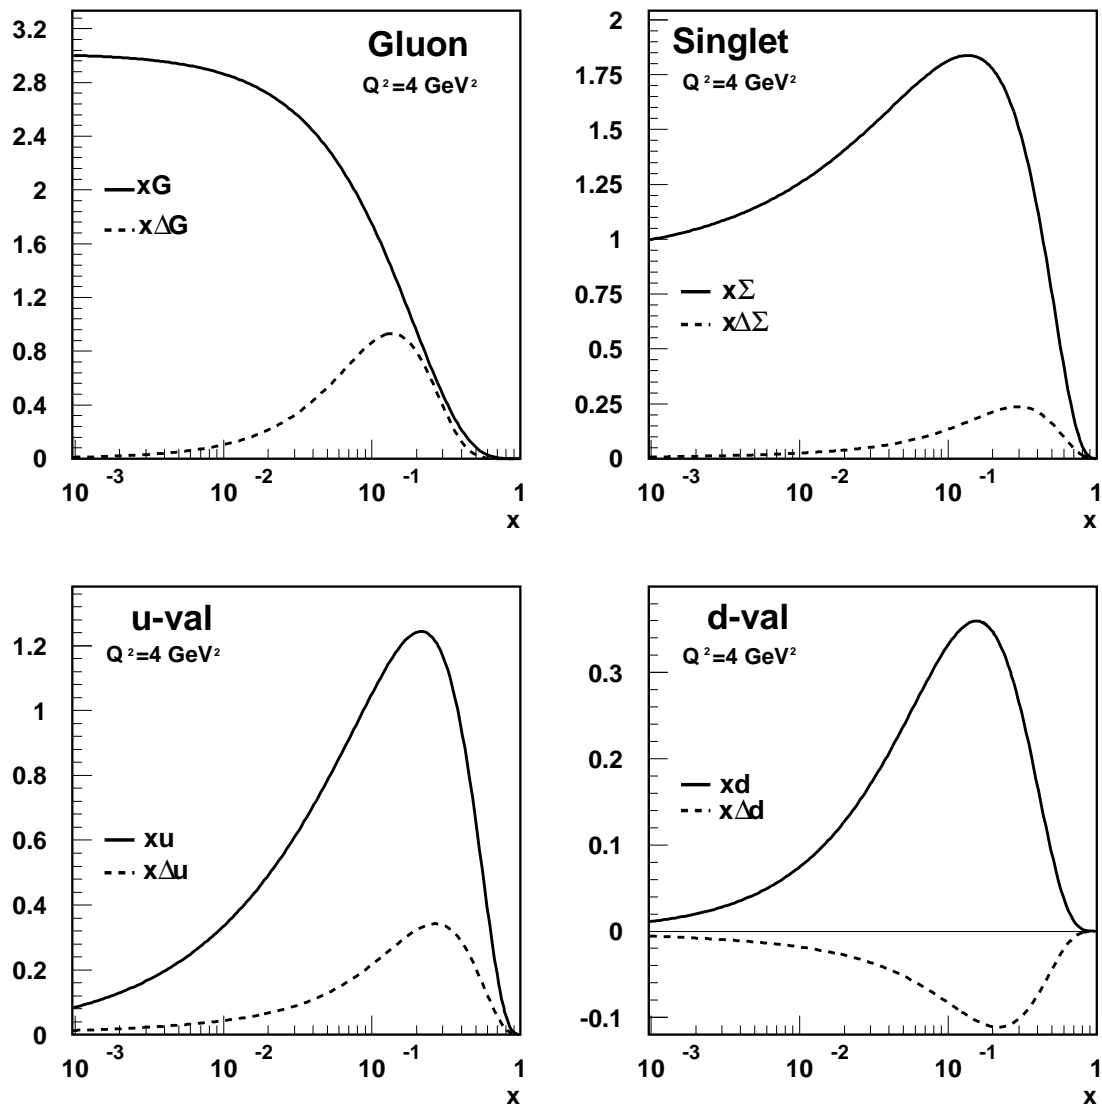 Gluon
Q²=4 GeV²
3.2
2.8
2.4
2
1.6
1.2
0.8
0.4
0
xG
xΔG
10⁻³ 10⁻² 10⁻¹ 1
x
Singlet
Q²=4 GeV²
2
1.75
1.5
1.25
1
0.75
0.5
0.25
0
xΣ
xΔΣ
10⁻³ 10⁻² 10⁻¹ 1
x
u-val
Q²=4 GeV²
1.2
1
0.8
0.6
0.4
0.2
0
xu
xΔu
10⁻³ 10⁻² 10⁻¹ 1
x
d-val
Q²=4 GeV²
0.3
0.2
0.1
0
-0.1
xd
xΔd
10⁻³ 10⁻² 10⁻¹ 1
x